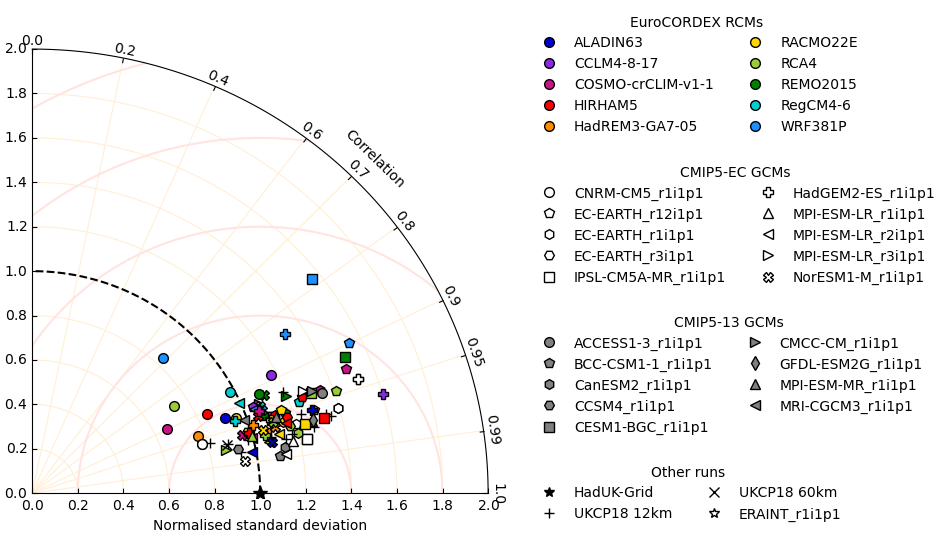 0.0
0.2
0.4
0.6
0.7
0.8
0.9
0.95
0.99
1.0
Correlation
2.0
1.8
1.6
1.4
1.2
1.0
0.8
0.6
0.4
0.2
0.0
0.0 0.2 0.4 0.6 0.8 1.0 1.2 1.4 1.6 1.8 2.0
Normalised standard deviation
EuroCORDEX RCMs
ALADIN63
CCLM4-8-17
COSMO-crCLIM-v1-1
HIRHAM5
HadREM3-GA7-05
RACMO22E
RCA4
REMO2015
RegCM4-6
WRF381P
CMIP5-EC GCMs
CNRM-CM5_r1i1p1
EC-EARTH_r12i1p1
EC-EARTH_r1i1p1
EC-EARTH_r3i1p1
IPSL-CM5A-MR_r1i1p1
HadGEM2-ES_r1i1p1
MPI-ESM-LR_r1i1p1
MPI-ESM-LR_r2i1p1
MPI-ESM-LR_r3i1p1
NorESM1-M_r1i1p1
CMIP5-13 GCMs
ACCESS1-3_r1i1p1
BCC-CSM1-1_r1i1p1
CanESM2_r1i1p1
CCSM4_r1i1p1
CESM1-BGC_r1i1p1
CMCC-CM_r1i1p1
GFDL-ESM2G_r1i1p1
MPI-ESM-MR_r1i1p1
MRI-CGCM3_r1i1p1
Other runs
HadUK-Grid
UKCP18 12km
UKCP18 60km
ERAINT_r1i1p1